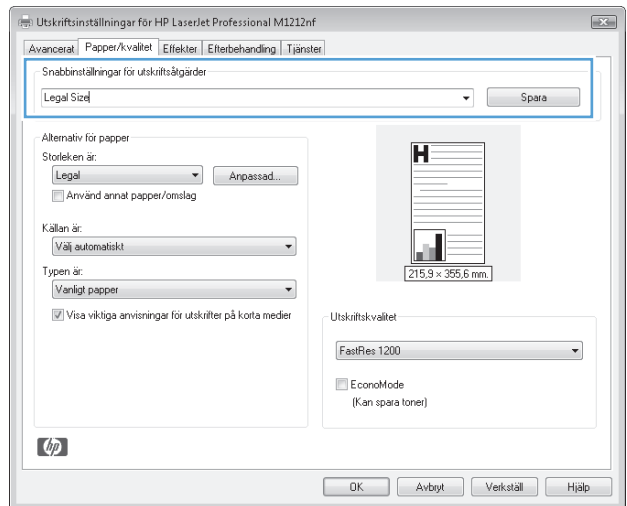 Utskriftsinställningar för HP LaserJet Professional M1212nf
Avancerat Papper/kvalitet Effekter Efterbehandling Tjänster
Snabbinställningar för utskriftsåtgärder
Legal Size Spara
Alternativ för papper
Storleken är:
Legal Anpassad...
Använd annat papper/omslag
Källan är:
Välj automatiskt
Typen är:
Vanligt papper
Visa viktiga anvisningar för utskrifter på korta medier
H
215,9 × 355,6 mm.
Utskriftskvalitet
FastRes 1200
EconoMode
(Kan spara toner)
hp
OK Avbryt Verkställ Hjälp